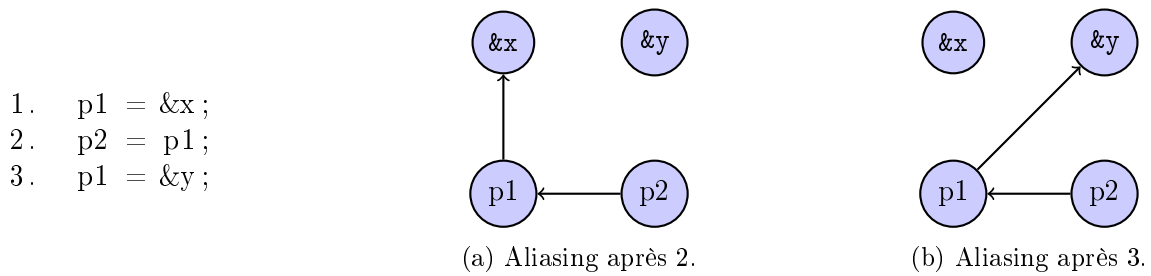 1. p1 = &x;
2. p2 = p1;
3. p1 = &y;
&x &y
p1 p2
(a) Aliasing après 2.
&x &y
p1 p2
(b) Aliasing après 3.